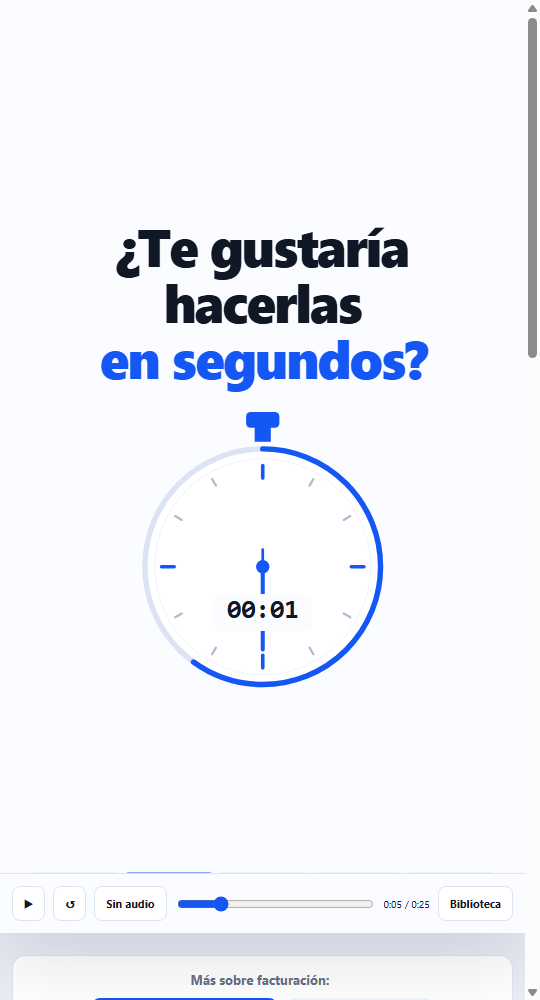 ¿Te gustaría
hacerlas
en segundos?
00:01
▶ ↺ Sin audio 0:05 / 0:25 Biblioteca
Más sobre facturación: